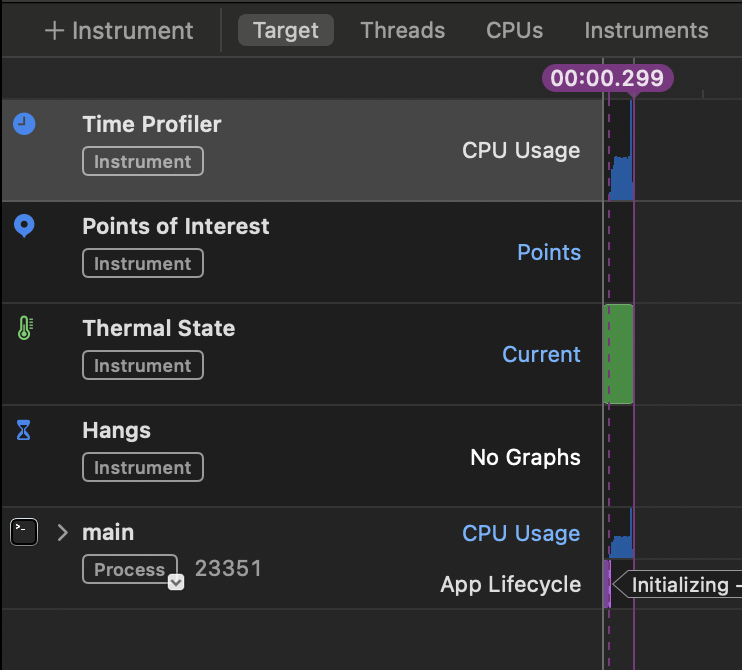 + Instrument Target Threads CPUs Instruments
00:00.299
Time Profiler
Instrument
CPU Usage
Points of Interest
Instrument
Points
Thermal State
Instrument
Current
Hangs
Instrument
No Graphs
main
CPU Usage
Process 23351
App Lifecycle
Initializing -